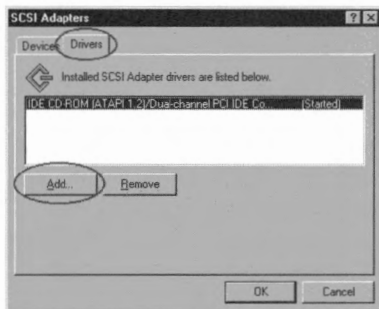 SCSI Adapters
Devices
Drivers
Installed SCSI Adapter drivers are listed below.
IDE CD-ROM (ATAPI 1.2)/Dual-channel PCI IDE Co... (Started)
Add...
Remove
OK
Cancel